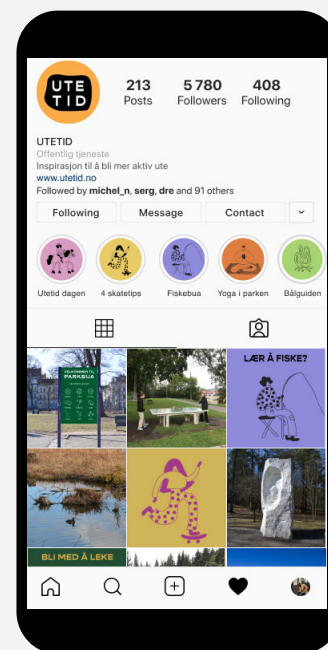 UTE
TID
213
5 780
408
Posts
Followers
Following
UTETID
Offentlig tjeneste
Inspirasjon til å bli mer aktiv ute
www.utetid.no
Followed by michel_n, serg, dre and 91 others
Following
Message
Contact
Utetid dagen
4 skatetips
Fiskebua
Yoga i parken
Bålguiden
VELKOMMEN TIL
PARKBUA
LÆR Å FISKE?
BLI MED Å LEKE